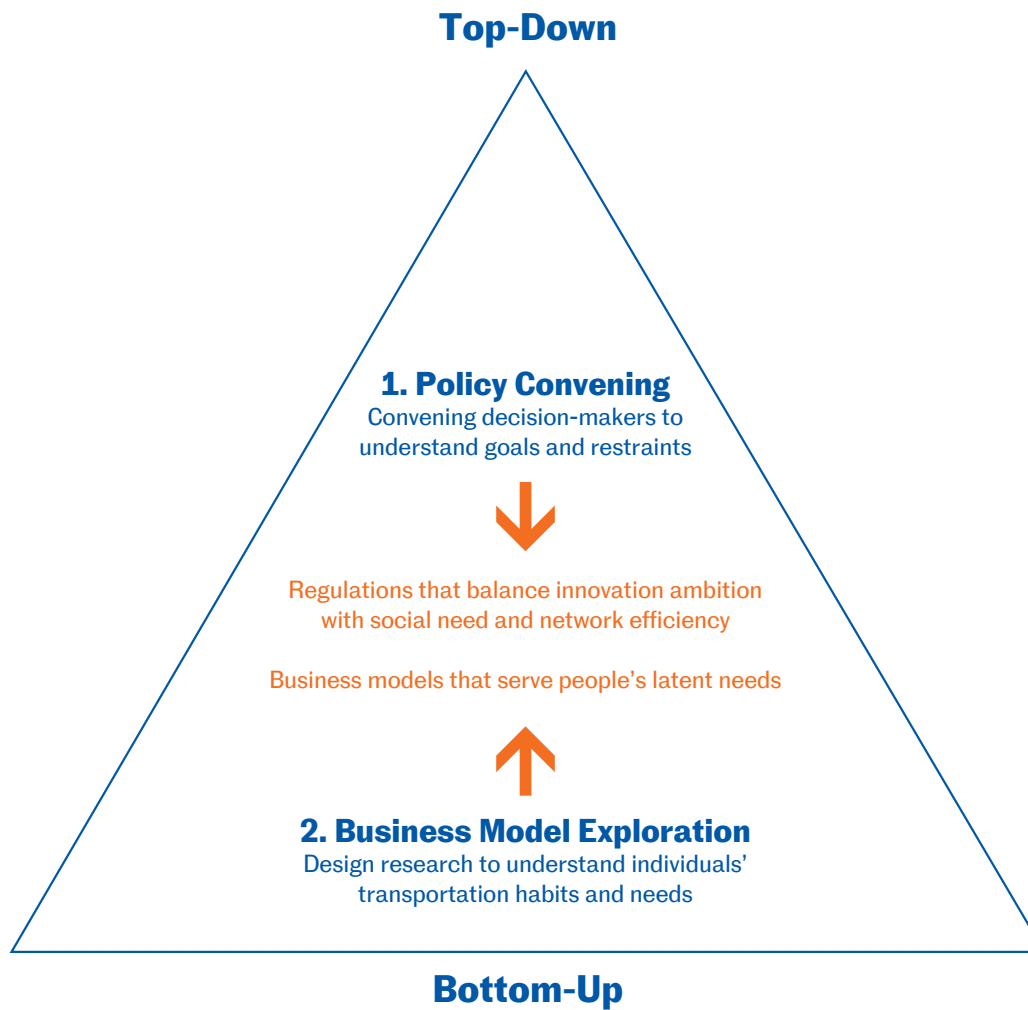 Top-Down
1. Policy Convening
Convening decision-makers to
understand goals and restraints
Regulations that balance innovation ambition
with social need and network efficiency
Business models that serve people’s latent needs
2. Business Model Exploration
Design research to understand individuals’
transportation habits and needs
Bottom-Up